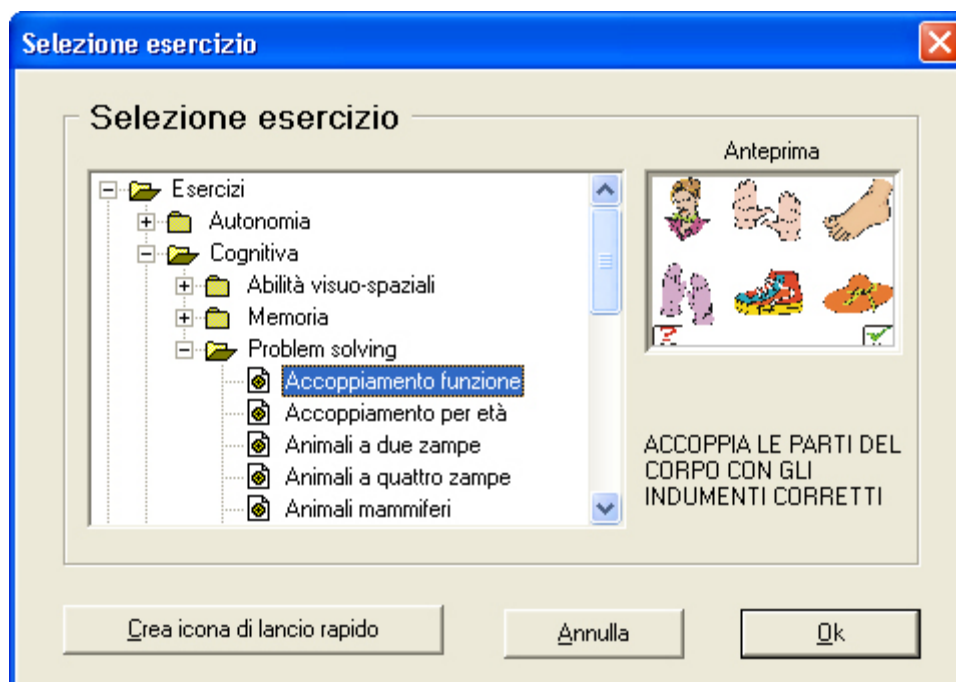 Selezione esercizio
Selezione esercizio
Anteprima
Esercizi
Autonomia
Cognitiva
Abilità visuo-spaziali
Memoria
Problem solving
Accoppiamento funzione
Accoppiamento per età
Animali a due zampe
Animali a quattro zampe
Animali mammiferi
ACCOPPIA LE PARTI DEL
CORPO CON GLI
INDUMENTI CORRETTI
Crea icona di lancio rapido
Annulla
Ok